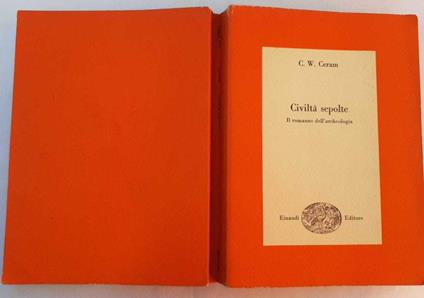 C. W. Ceram
Civiltà sepolte
Il romanzo dell'archeologia
Einaudi Editore